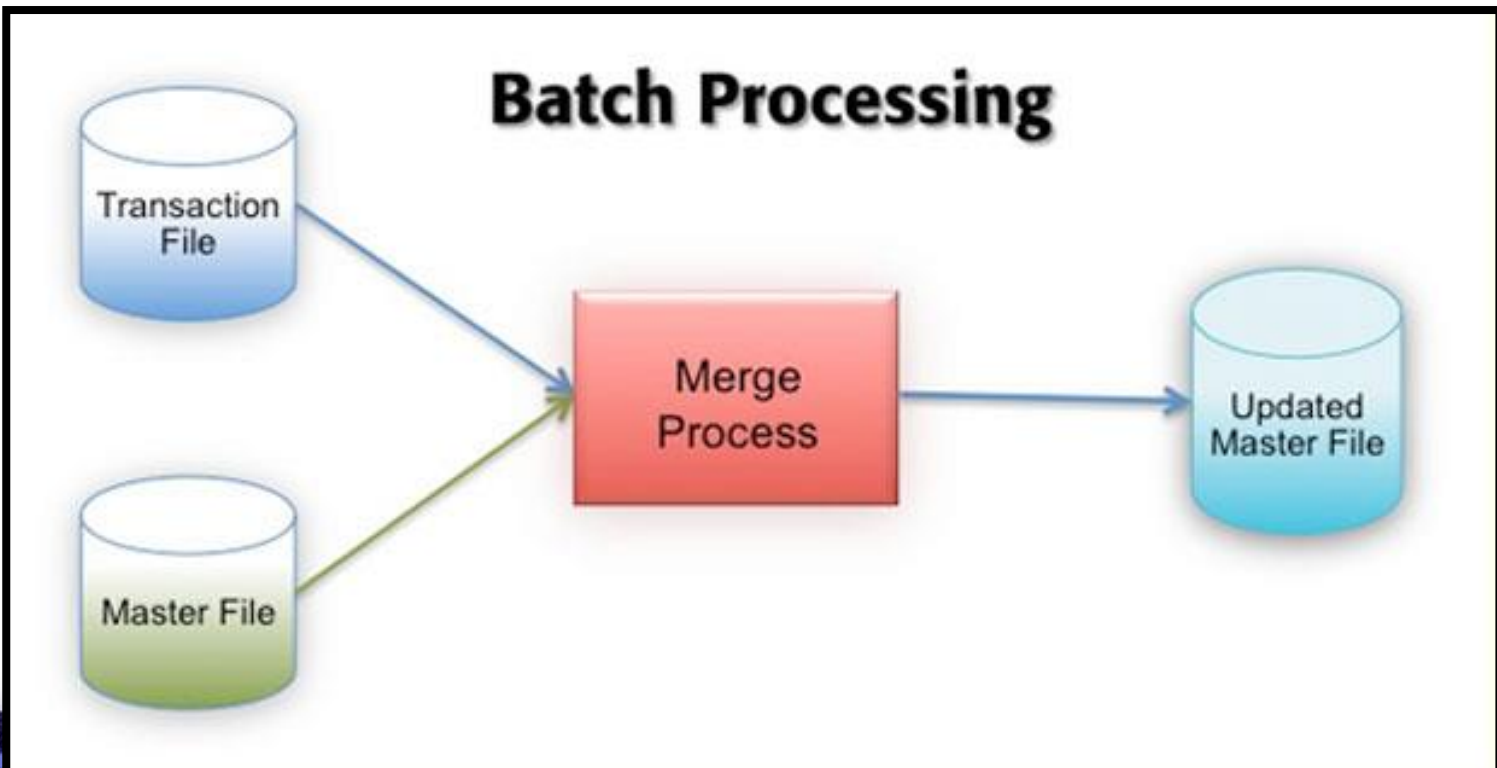 Batch Processing
Transaction
File
Merge
Process
Updated
Master File
Master File